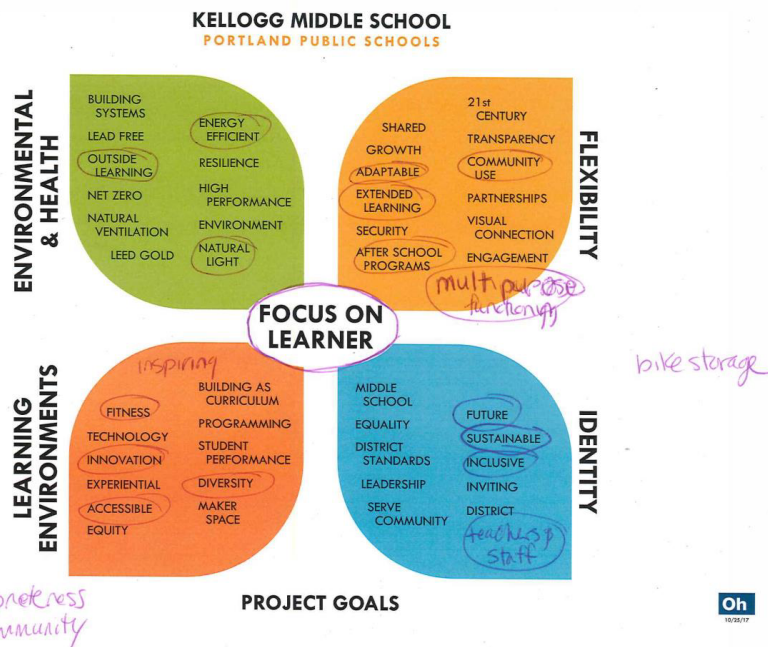 KELLOGG MIDDLE SCHOOL
PORTLAND PUBLIC SCHOOLS
ENVIRONMENTAL
& HEALTH
BUILDING
SYSTEMS
LEAD FREE
OUTSIDE
LEARNING
NET ZERO
NATURAL
VENTILATION
LEED GOLD
ENERGY
EFFICIENT
RESILIENCE
HIGH
PERFORMANCE
ENVIRONMENT
NATURAL
LIGHT
SHARED
GROWTH
ADAPTABLE
EXTENDED
LEARNING
SECURITY
AFTER SCHOOL
PROGRAMS
21st
CENTURY
TRANSPARENCY
COMMUNITY
USE
PARTNERSHIPS
VISUAL
CONNECTION
ENGAGEMENT
multipurpose
FLEXIBILITY
FOCUS ON
LEARNER
LEARNING
ENVIRONMENTS
inspiring
FITNESS
TECHNOLOGY
INNOVATION
EXPERIENTIAL
ACCESSIBLE
EQUITY
BUILDING AS
CURRICULUM
PROGRAMMING
STUDENT
PERFORMANCE
DIVERSITY
MAKER
SPACE
MIDDLE
SCHOOL
EQUALITY
DISTRICT
STANDARDS
LEADERSHIP
SERVE
COMMUNITY
FUTURE
SUSTAINABLE
INCLUSIVE
INVITING
DISTRICT
teachers &
staff
IDENTITY
bike storage
PROJECT GOALS
Oh
10/25/17